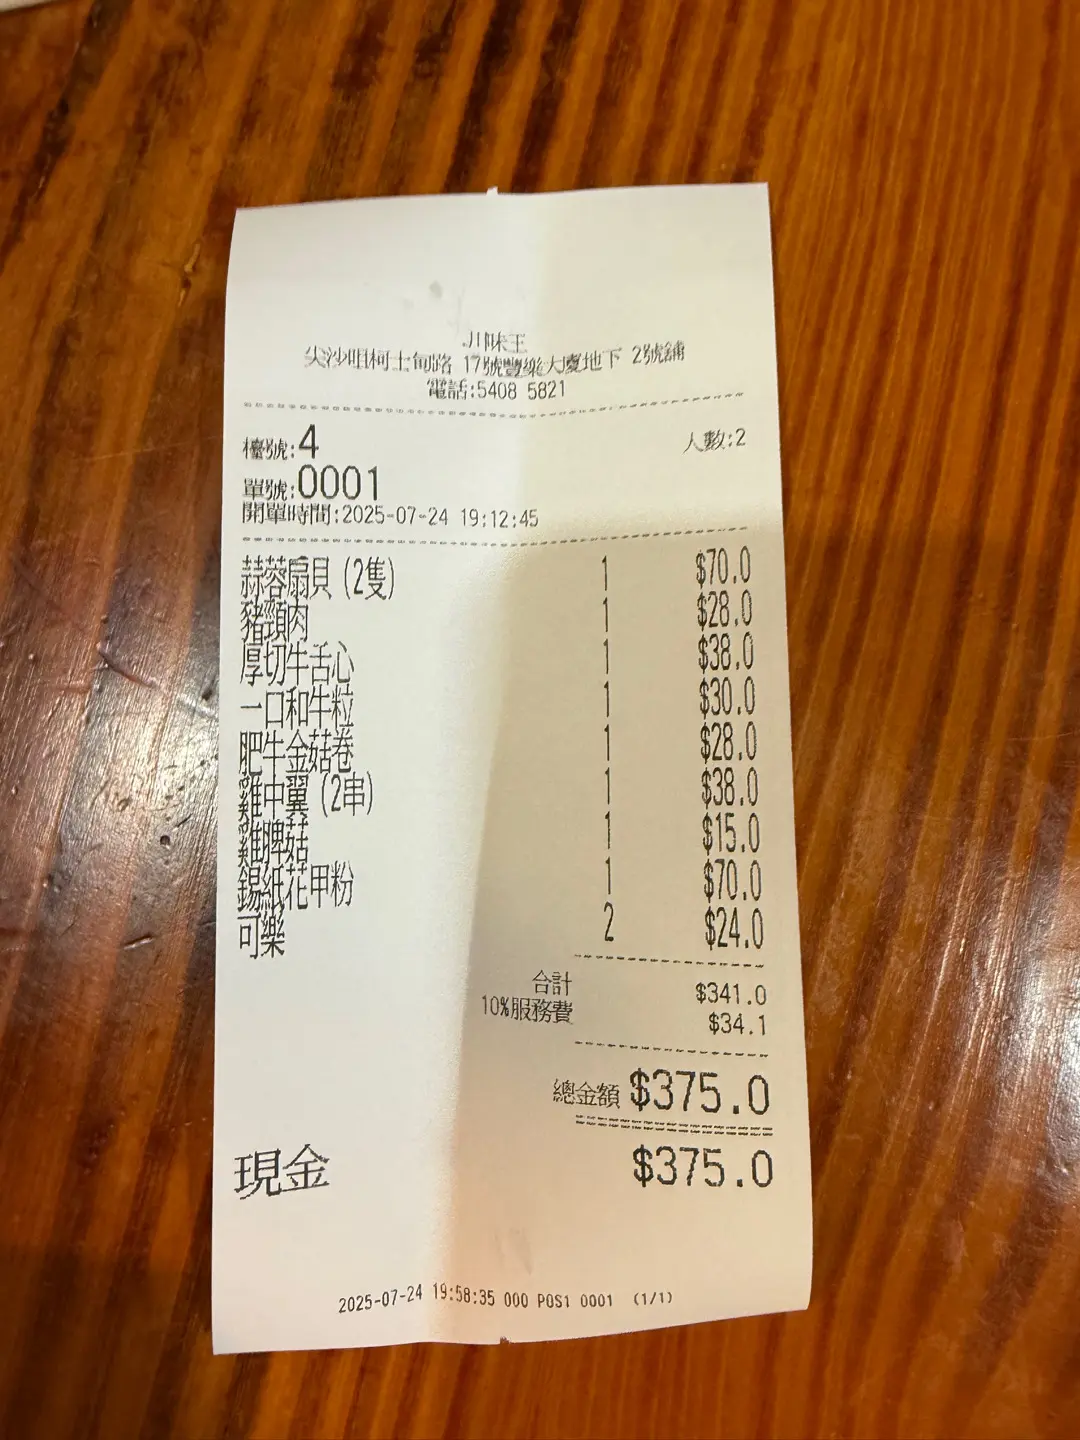 川味王
尖沙咀柯士甸路 17號豐樂大廈地下 2號舖
電話:5408 5821
檯號:4 人數:2
單號:0001
開單時間:2025-07-24 19:12:45
蒜蓉扇貝 (2隻) 1 $70.0
豬頸肉 1 $28.0
厚切牛舌心 1 $38.0
一口和牛粒 1 $30.0
肥牛金菇卷 1 $28.0
雞中翼 (2串) 1 $38.0
雞脾菇 1 $15.0
錫紙花甲粉 1 $70.0
可樂 2 $24.0
合計 $341.0
10%服務費 $34.1
總金額 $375.0
現金 $375.0
2025-07-24 19:58:35 000 POS1 0001 (1/1)